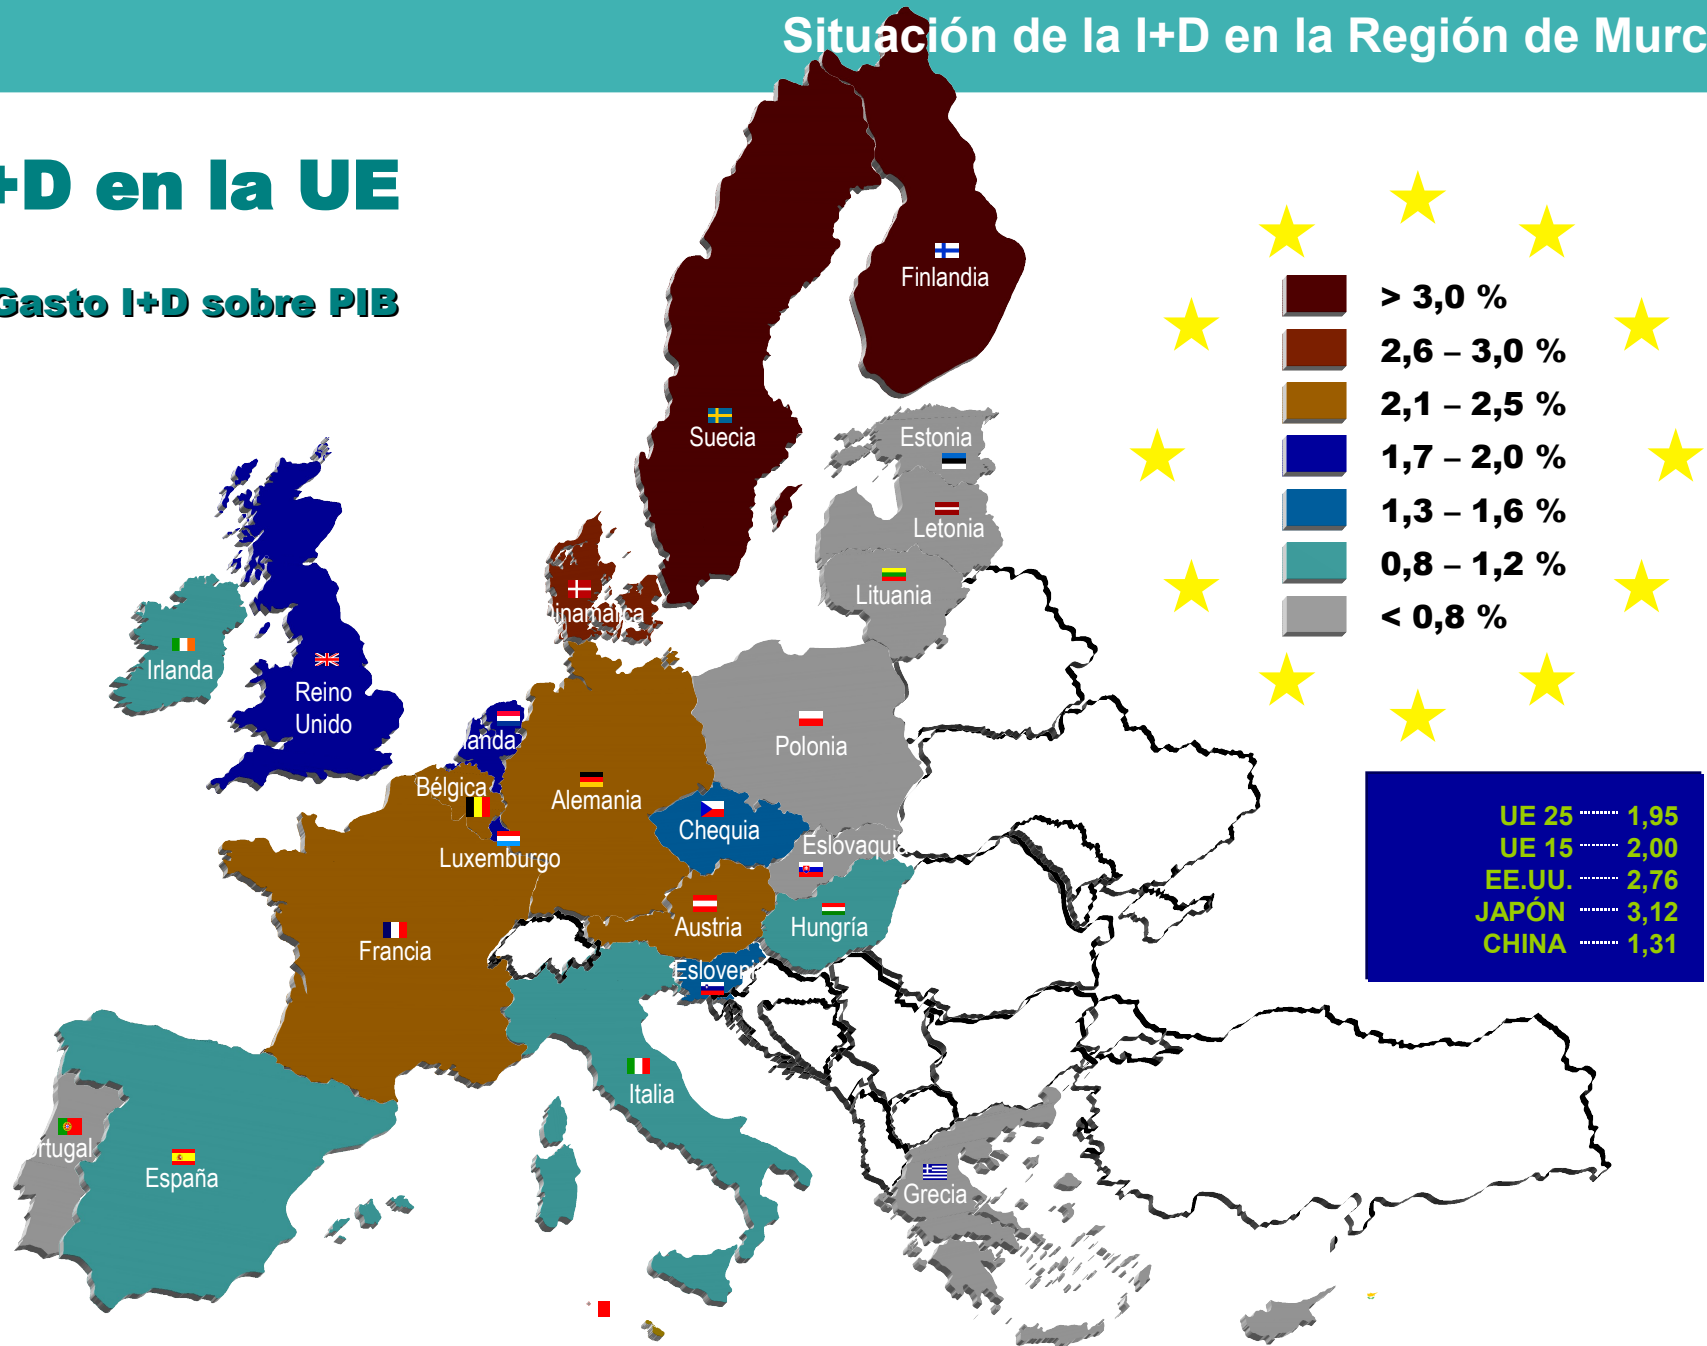 Situación de la I+D en la Región de Murc
+D en la UE
Gasto I+D sobre PIB
Finlandia
Suecia
Estonia
Letonia
Lituania
inamarca
Irlanda
Reino
Unido
landa
Bélgica
Alemania
Luxemburgo
Polonia
Chequia
Eslovaquia
Francia
Austria
Hungría
Esloveni
Italia
rtugal
España
Grecia
> 3,0 %
2,6 – 3,0 %
2,1 – 2,5 %
1,7 – 2,0 %
1,3 – 1,6 %
0,8 – 1,2 %
< 0,8 %
UE 25 ........ 1,95
UE 15 ........ 2,00
EE.UU. ........ 2,76
JAPÓN ........ 3,12
CHINA ........ 1,31